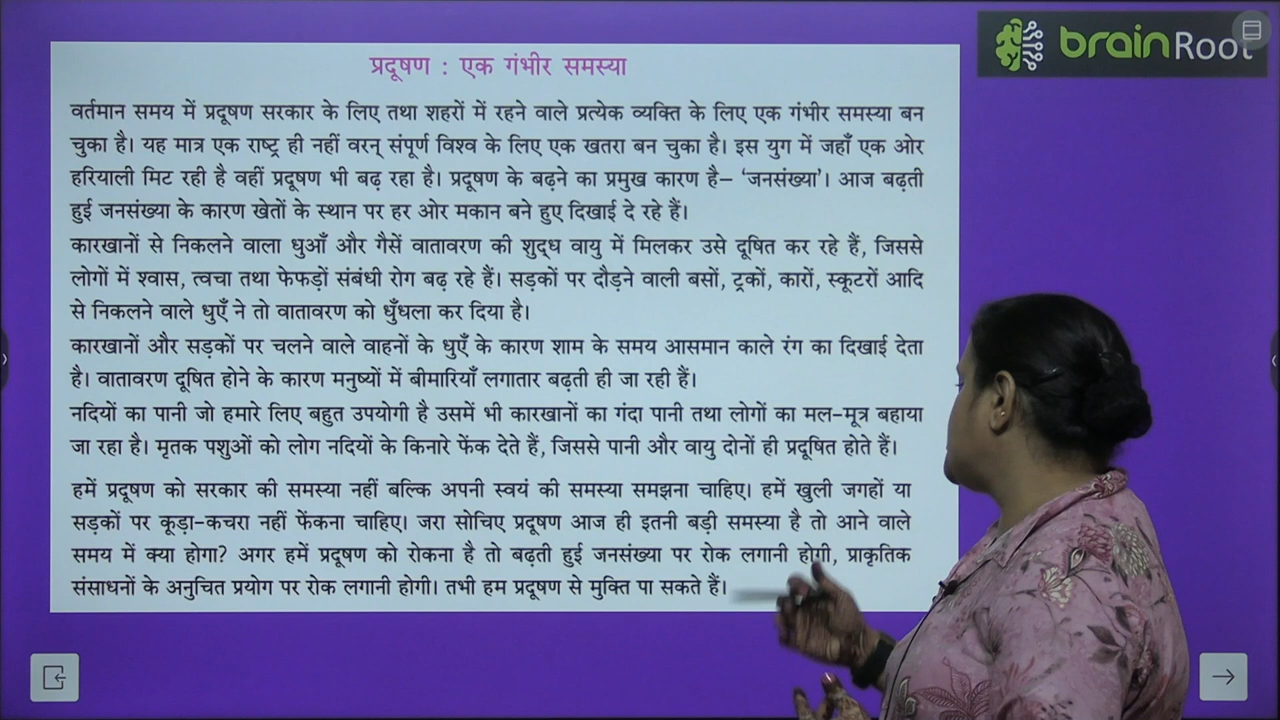 brainRoot
प्रदूषण : एक गंभीर समस्या
वर्तमान समय में प्रदूषण सरकार के लिए तथा शहरों में रहने वाले प्रत्येक व्यक्ति के लिए एक गंभीर समस्या बन
चुका है। यह मात्र एक राष्ट्र ही नहीं वरन् संपूर्ण विश्व के लिए एक खतरा बन चुका है। इस युग में जहाँ एक ओर
हरियाली मिट रही है वहीं प्रदूषण भी बढ़ रहा है। प्रदूषण के बढ़ने का प्रमुख कारण है– ‘जनसंख्या’। आज बढ़ती
हुई जनसंख्या के कारण खेतों के स्थान पर हर ओर मकान बने हुए दिखाई दे रहे हैं।
कारखानों से निकलने वाला धुआँ और गैसें वातावरण की शुद्ध वायु में मिलकर उसे दूषित कर रहे हैं, जिससे
लोगों में श्वास, त्वचा तथा फेफड़ों संबंधी रोग बढ़ रहे हैं। सड़कों पर दौड़ने वाली बसों, ट्रकों, कारों, स्कूटरों आदि
से निकलने वाले धुएँ ने तो वातावरण को धुँधला कर दिया है।
कारखानों और सड़कों पर चलने वाले वाहनों के धुएँ के कारण शाम के समय आसमान काले रंग का दिखाई देता
है। वातावरण दूषित होने के कारण मनुष्यों में बीमारियाँ लगातार बढ़ती ही जा रही हैं।
नदियों का पानी जो हमारे लिए बहुत उपयोगी है उसमें भी कारखानों का गंदा पानी तथा लोगों का मल–मूत्र बहाया
जा रहा है। मृतक पशुओं को लोग नदियों के किनारे फेंक देते हैं, जिससे पानी और वायु दोनों ही प्रदूषित होते हैं।
हमें प्रदूषण को सरकार की समस्या नहीं बल्कि अपनी स्वयं की समस्या समझना चाहिए। हमें खुली जगहों या
सड़कों पर कूड़ा–कचरा नहीं फेंकना चाहिए। जरा सोचिए प्रदूषण आज ही इतनी बड़ी समस्या है तो आने वाले
समय में क्या होगा? अगर हमें प्रदूषण को रोकना है तो बढ़ती हुई जनसंख्या पर रोक लगानी होगी, प्राकृतिक
संसाधनों के अनुचित प्रयोग पर रोक लगानी होगी। तभी हम प्रदूषण से मुक्ति पा सकते हैं।